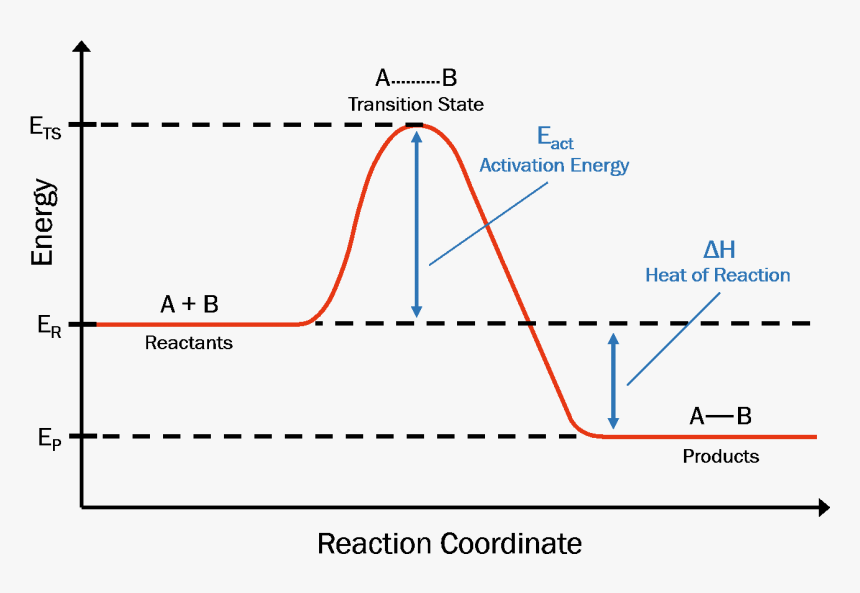 A..........B
Transition State
E_TS
E_act
Activation Energy
Energy
ΔH
Heat of Reaction
A + B
E_R
Reactants
A—B
E_P
Products
Reaction Coordinate